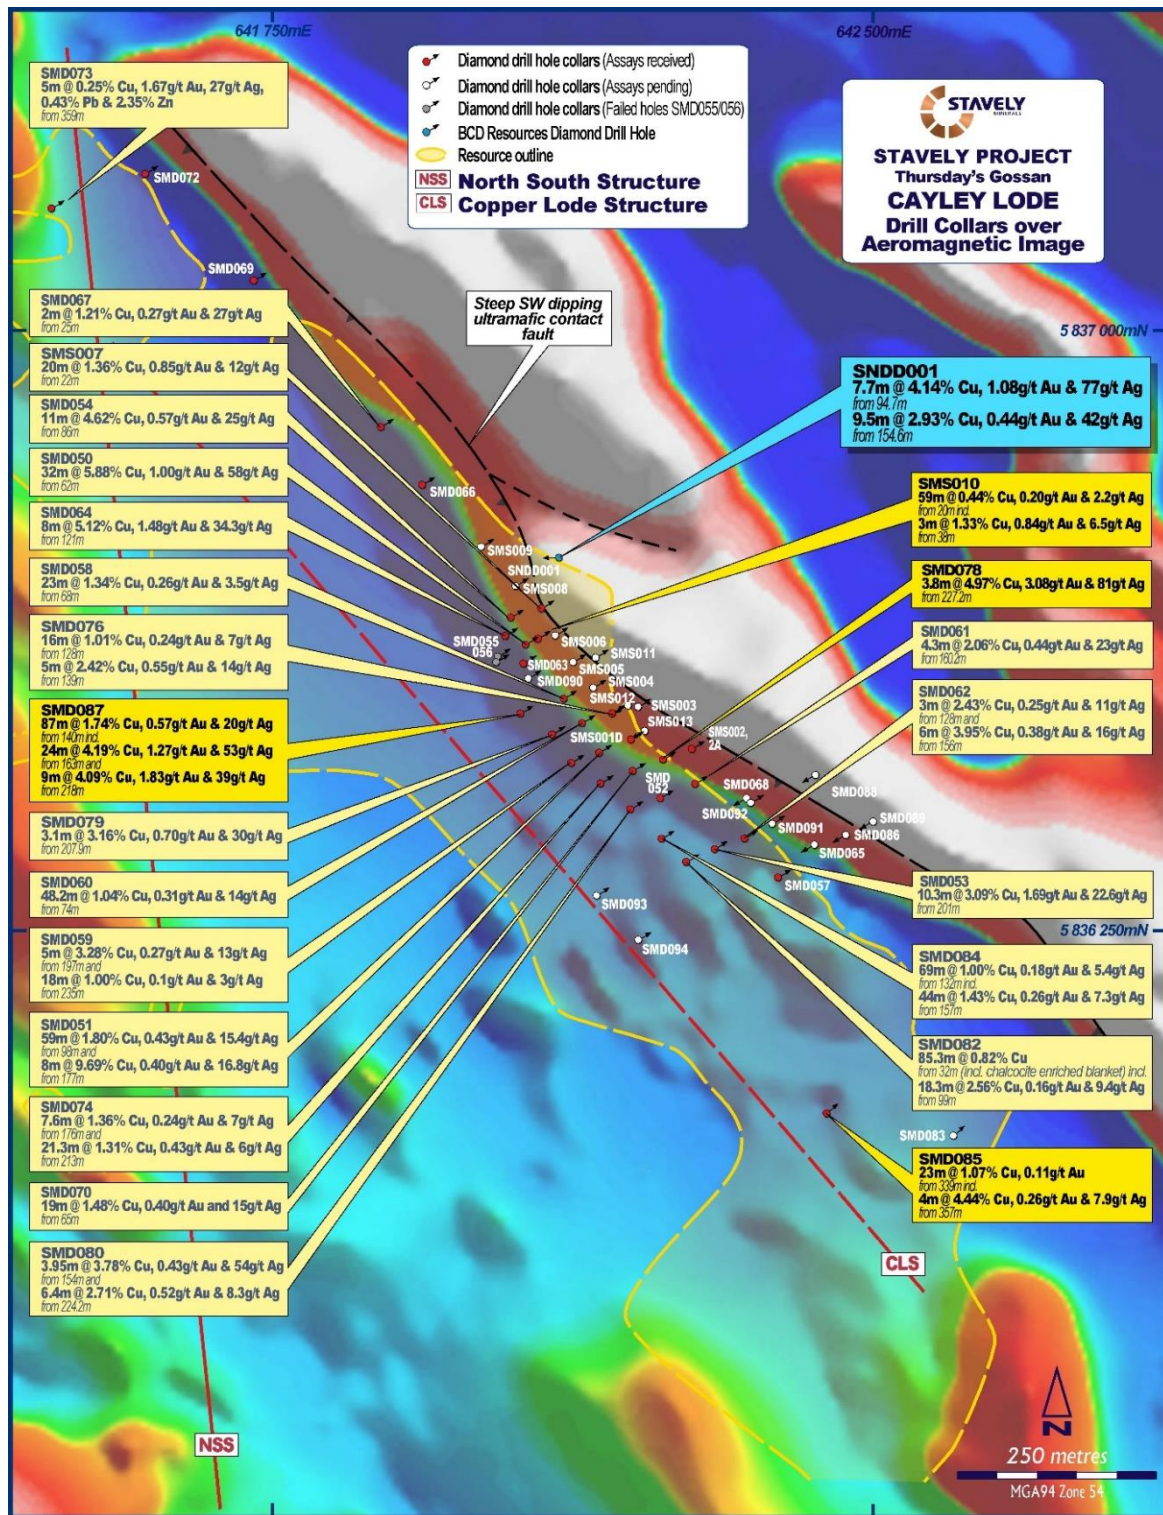 641 750mE
642 500mE
Diamond drill hole collars (Assays received)
Diamond drill hole collars (Assays pending)
Diamond drill hole collars (Failed holes SMD055/056)
BCD Resources Diamond Drill Hole
Resource outline
NSS North South Structure
CLS Copper Lode Structure
STAVELY
MINERALS
STAVELY PROJECT
Thursday's Gossan
CAYLEY LODE
Drill Collars over
Aeromagnetic Image
SMD073
5m @ 0.25% Cu, 1.67g/t Au, 27g/t Ag,
0.43% Pb & 2.35% Zn
from 359m
SMD072
SMD069
SMD067
2m @ 1.21% Cu, 0.27g/t Au & 27g/t Ag
from 25m
SMS007
20m @ 1.36% Cu, 0.85g/t Au & 12g/t Ag
from 22m
SMD054
11m @ 4.62% Cu, 0.57g/t Au & 25g/t Ag
from 86m
SMD050
32m @ 5.88% Cu, 1.00g/t Au & 58g/t Ag
from 62m
SMD064
8m @ 5.12% Cu, 1.48g/t Au & 34.3g/t Ag
from 121m
SMD058
23m @ 1.34% Cu, 0.26g/t Au & 3.5g/t Ag
from 68m
SMD076
16m @ 1.01% Cu, 0.24g/t Au & 7g/t Ag
from 128m
5m @ 2.42% Cu, 0.55g/t Au & 14g/t Ag
from 139m
SMD087
87m @ 1.74% Cu, 0.57g/t Au & 20g/t Ag
from 140m incl.
24m @ 4.19% Cu, 1.27g/t Au & 53g/t Ag
from 163m and
9m @ 4.09% Cu, 1.83g/t Au & 39g/t Ag
from 218m
SMD079
3.1m @ 3.16% Cu, 0.70g/t Au & 30g/t Ag
from 207.9m
SMD060
48.2m @ 1.04% Cu, 0.31g/t Au & 14g/t Ag
from 74m
SMD059
5m @ 3.28% Cu, 0.27g/t Au & 13g/t Ag
from 197m and
18m @ 1.00% Cu, 0.1g/t Au & 3g/t Ag
from 235m
SMD051
59m @ 1.80% Cu, 0.43g/t Au & 15.4g/t Ag
from 98m and
8m @ 9.69% Cu, 0.40g/t Au & 16.8g/t Ag
from 177m
SMD074
7.6m @ 1.36% Cu, 0.24g/t Au & 7g/t Ag
from 176m and
21.3m @ 1.31% Cu, 0.43g/t Au & 6g/t Ag
from 213m
SMD070
19m @ 1.48% Cu, 0.40g/t Au and 15g/t Ag
from 65m
SMD080
3.95m @ 3.78% Cu, 0.43g/t Au & 54g/t Ag
from 154m and
6.4m @ 2.71% Cu, 0.52g/t Au & 8.3g/t Ag
from 224.2m
Steep SW dipping
ultramafic contact
fault
5 837 000mN
SNDD001
7.7m @ 4.14% Cu, 1.08g/t Au & 77g/t Ag
from 94.7m
9.5m @ 2.93% Cu, 0.44g/t Au & 42g/t Ag
from 154.6m
SMS010
59m @ 0.44% Cu, 0.20g/t Au & 2.2g/t Ag
from 20m incl.
3m @ 1.33% Cu, 0.84g/t Au & 6.5g/t Ag
from 38m
SMD078
3.8m @ 4.97% Cu, 3.08g/t Au & 81g/t Ag
from 227.2m
SMD061
4.3m @ 2.06% Cu, 0.44g/t Au & 23g/t Ag
from 160.2m
SMD062
3m @ 2.43% Cu, 0.25g/t Au & 11g/t Ag
from 128m and
6m @ 3.95% Cu, 0.38g/t Au & 16g/t Ag
from 156m
SMD053
10.3m @ 3.09% Cu, 1.69g/t Au & 22.6g/t Ag
from 201m
5 836 250mN
SMD084
69m @ 1.00% Cu, 0.18g/t Au & 5.4g/t Ag
from 132m incl.
44m @ 1.43% Cu, 0.26g/t Au & 7.3g/t Ag
from 157m
SMD082
85.3m @ 0.82% Cu
from 32m (incl. chalcocite enriched blanket) incl.
18.3m @ 2.56% Cu, 0.16g/t Au & 9.4g/t Ag
from 99m
SMD083
SMD085
23m @ 1.07% Cu, 0.11g/t Au
from 339m incl.
4m @ 4.44% Cu, 0.26g/t Au & 7.9g/t Ag
from 357m
SMD066
SMS009
SNDD001
SMS008
SMD055
056
SMS006
SMS011
SMD063
SMS005
SMD090
SMS004
SMS012
SMS003
SMS013
SMS001D
SMS002,
2A
SMD
052
SMD068
SMD088
SMD092
SMD089
SMD091
SMD086
SMD065
SMD057
SMD093
SMD094
CLS
NSS
N
250 metres
MGA94 Zone 54